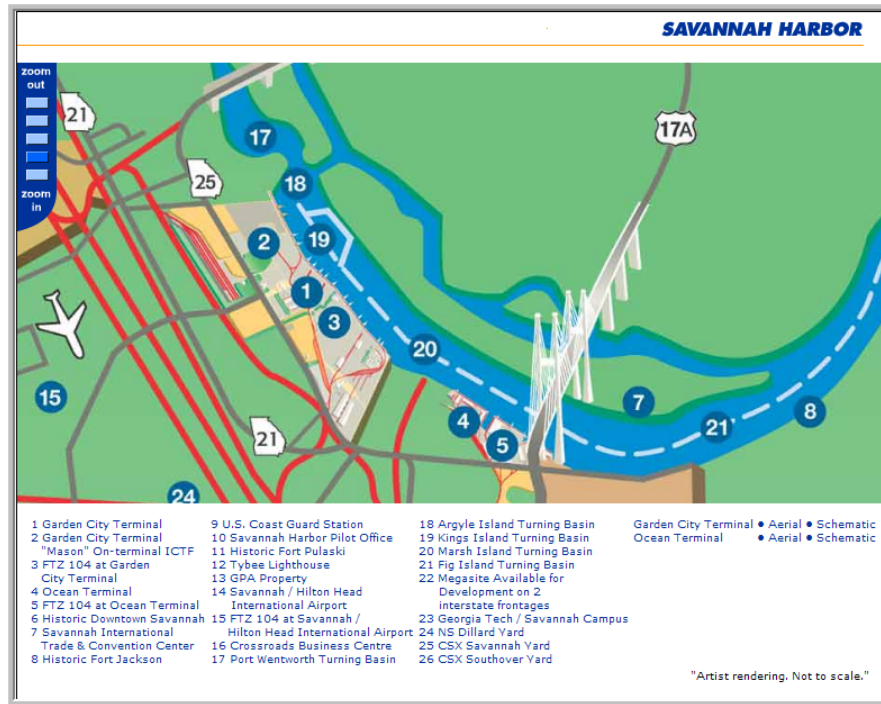 SAVANNAH HARBOR
zoom
out
zoom
in
21
17
17A
25
18
2
19
1
3
20
15
7
4
21
8
21
5
24
1 Garden City Terminal
2 Garden City Terminal
"Mason" On-terminal ICTF
3 FTZ 104 at Garden
City Terminal
4 Ocean Terminal
5 FTZ 104 at Ocean Terminal
6 Historic Downtown Savannah
7 Savannah International
Trade & Convention Center
8 Historic Fort Jackson
9 U.S. Coast Guard Station
10 Savannah Harbor Pilot Office
11 Historic Fort Pulaski
12 Tybee Lighthouse
13 GPA Property
14 Savannah / Hilton Head
International Airport
15 FTZ 104 at Savannah /
Hilton Head International Airport
16 Crossroads Business Centre
17 Port Wentworth Turning Basin
18 Argyle Island Turning Basin
19 Kings Island Turning Basin
20 Marsh Island Turning Basin
21 Fig Island Turning Basin
22 Megasite Available for
Development on 2
interstate frontages
23 Georgia Tech / Savannah Campus
24 NS Dillard Yard
25 CSX Savannah Yard
26 CSX Southover Yard
Garden City Terminal ● Aerial ● Schematic
Ocean Terminal ● Aerial ● Schematic
"Artist rendering. Not to scale."